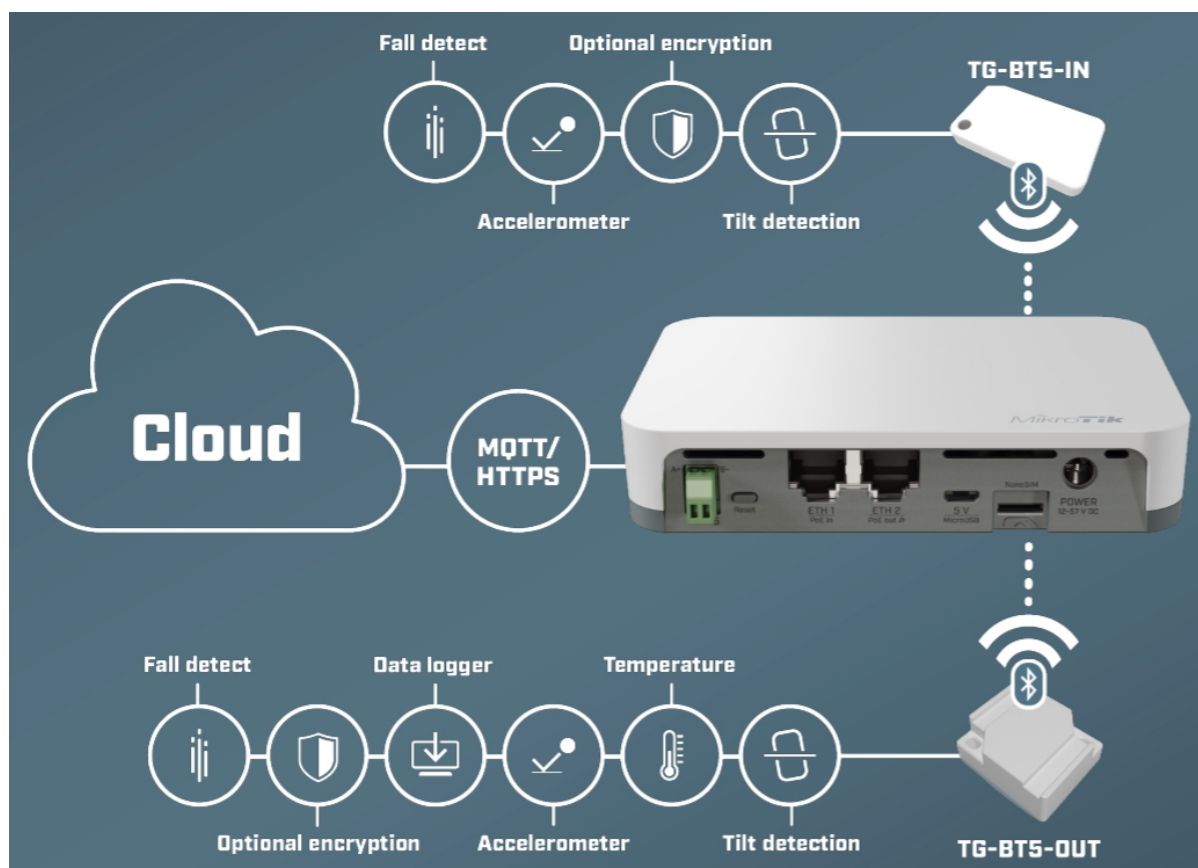 Fall detect
Optional encryption
TG-BT5-IN
Accelerometer
Tilt detection
Cloud
MQTT/
HTTPS
MikroTik
Reset
ETH 1
PoE in
ETH 2
PoE out
5 V
MicroUSB
NanoSIM
POWER
12-57 V DC
Fall detect
Data logger
Temperature
Optional encryption
Accelerometer
Tilt detection
TG-BT5-OUT